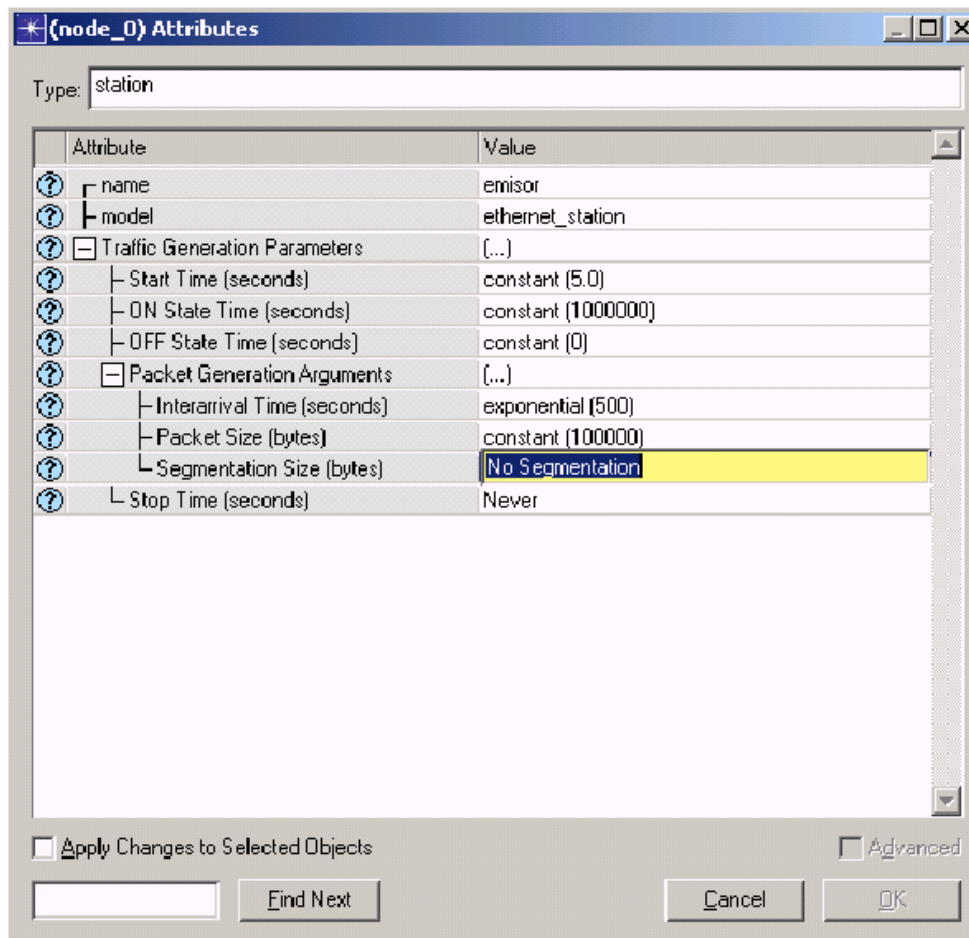 (node_0) Attributes
Type: station
Attribute Value
name emisor
model ethernet_station
Traffic Generation Parameters (...)
Start Time (seconds) constant (5.0)
ON State Time (seconds) constant (1000000)
OFF State Time (seconds) constant (0)
Packet Generation Arguments (...)
Interarrival Time (seconds) exponential (500)
Packet Size (bytes) constant (100000)
Segmentation Size (bytes) No Segmentation
Stop Time (seconds) Never
Apply Changes to Selected Objects Advanced
Find Next Cancel OK